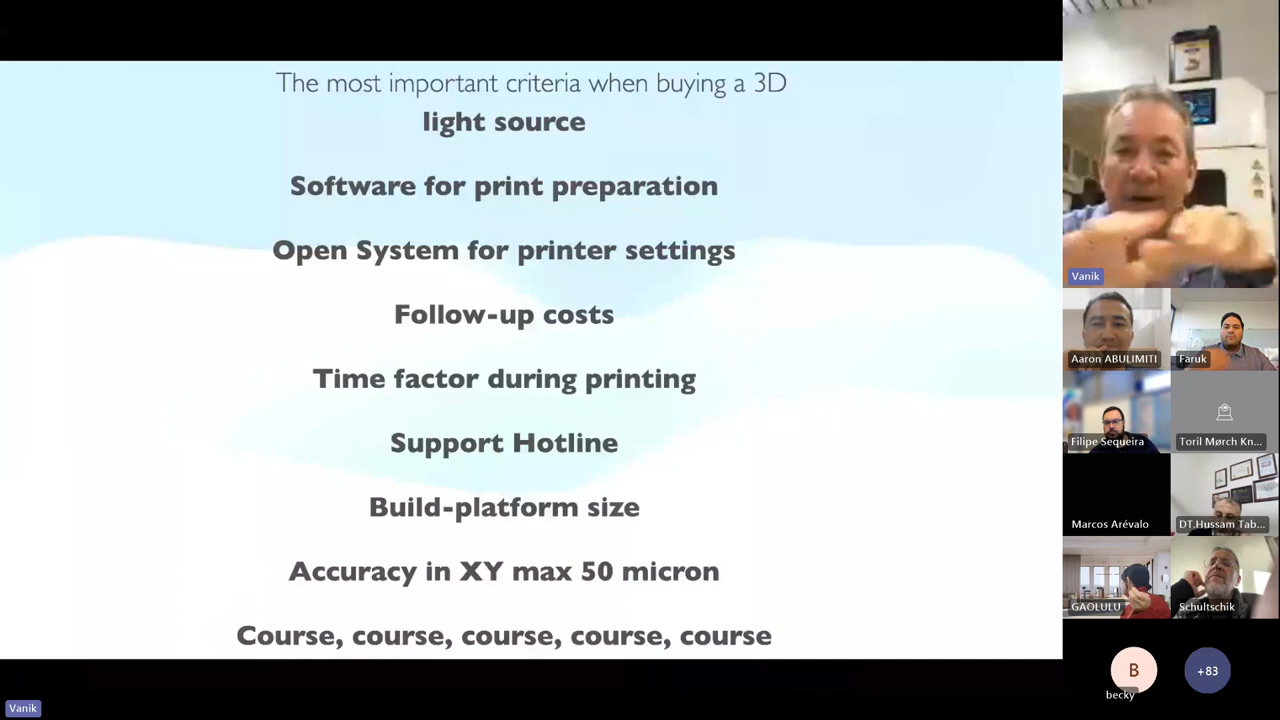 The most important criteria when buying a 3D
light source
Software for print preparation
Open System for printer settings
Follow-up costs
Time factor during printing
Support Hotline
Build-platform size
Accuracy in XY max 50 micron
Course, course, course, course, course
Vanik
Aaron ABULIMITI
Faruk
Filipe Sequeira
Toril Mørch Kn...
Marcos Arévalo
DT.Hussam Tab...
GAOLULU
Schultschik
B
becky
+83
Vanik